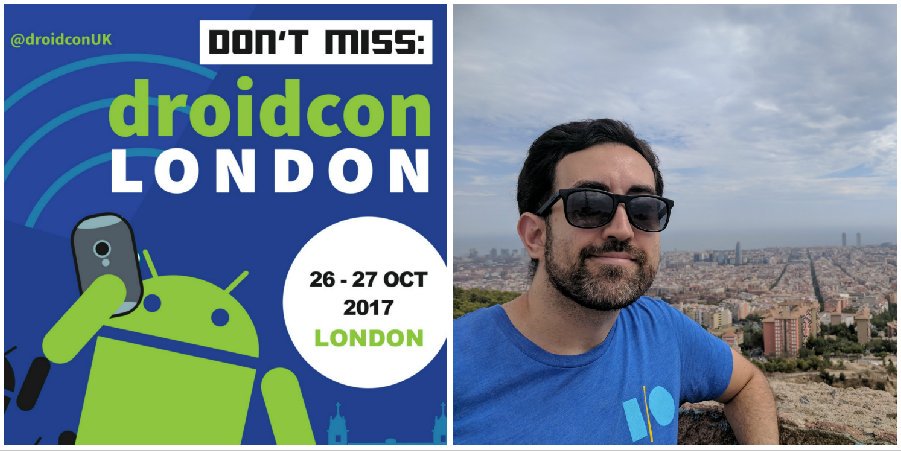 @droidconUK
DON'T MISS:
droidcon
LONDON
26 - 27 OCT
2017
LONDON
I/O